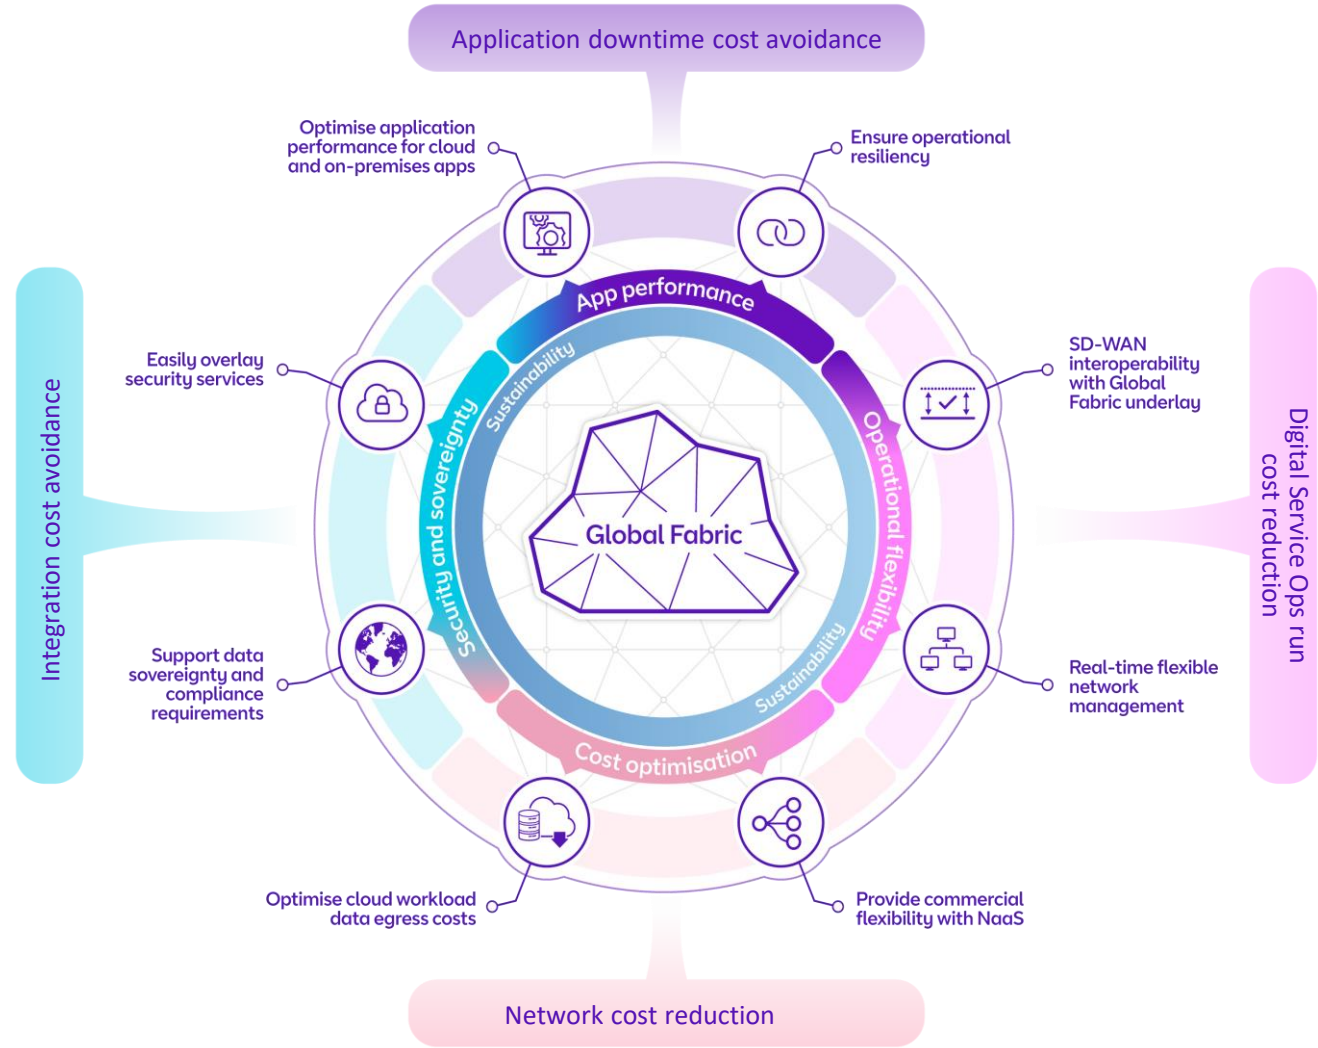 Application downtime cost avoidance
Optimise application
performance for cloud
and on-premises apps
Ensure operational
resiliency
App performance
Sustainability
Easily overlay
security services
SD-WAN
interoperability
with Global
Fabric underlay
Integration cost avoidance
Security and sovereignty
Global Fabric
Operational flexibility
Digital Service Ops run
cost reduction
Support data
sovereignty and
compliance
requirements
Sustainability
Real-time flexible
network
management
Cost optimisation
Optimise cloud workload
data egress costs
Provide commercial
flexibility with NaaS
Network cost reduction